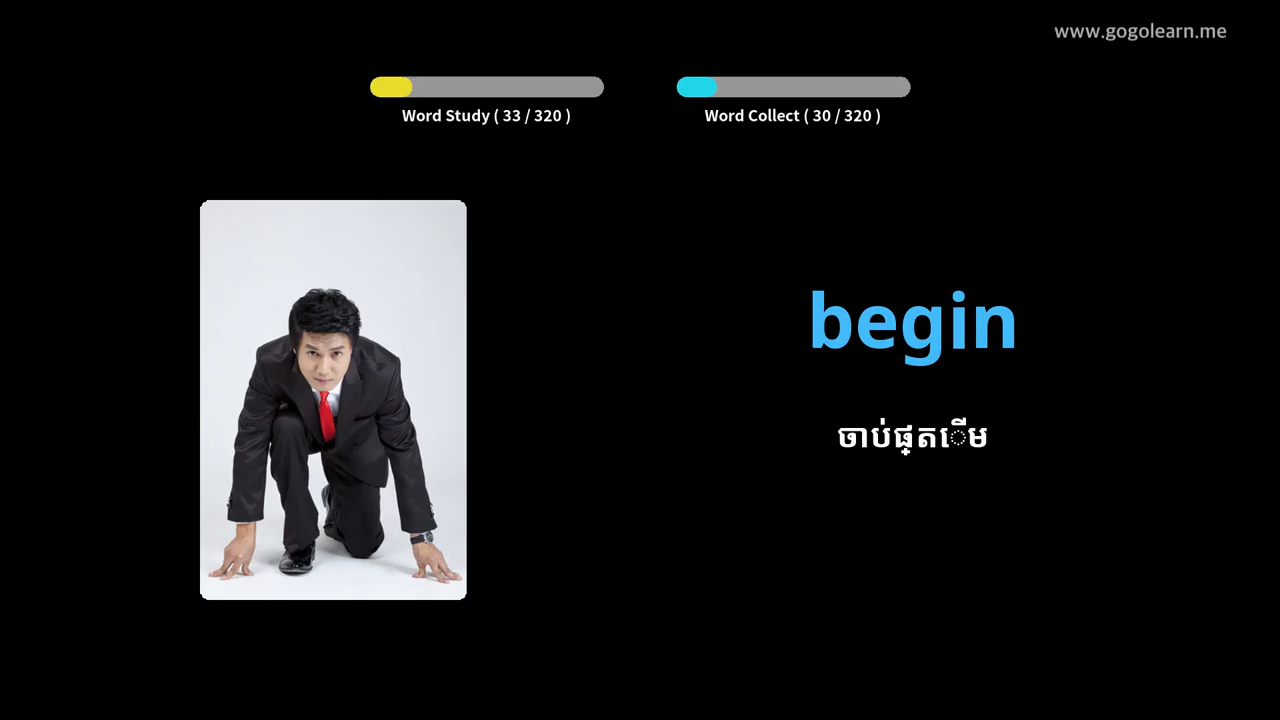 www.gogolearn.me
Word Study ( 33 / 320 )
Word Collect ( 30 / 320 )
begin
ចាប់ផ្តើម